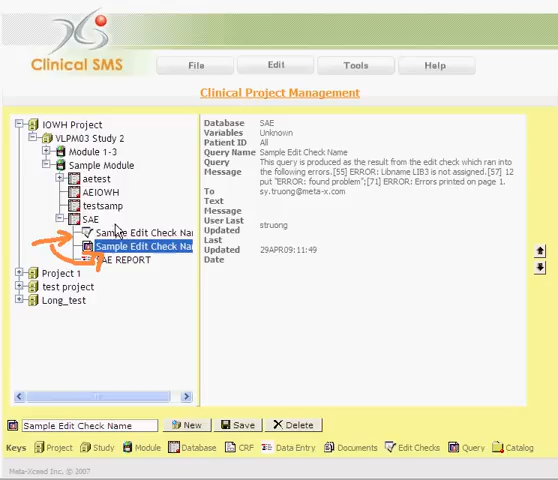 Clinical SMS
File
Edit
Tools
Help
Clinical Project Management
IOWH Project
VLPM03 Study 2
Module 1-3
Sample Module
aetest
AEIOWH
testsamp
SAE
Sample Edit Check Nar
Sample Edit Check Nar
SAE REPORT
Project 1
test project
Long_test
Database SAE
Variables Unknown
Patient ID All
Query Name Sample Edit Check Name
Query This query is produced as the result from the edit check which ran into
Message the following errors.[55] ERROR: Libname LIB3 is not assigned.[57] 12
put "ERROR: found problem";[71] ERROR: Errors printed on page 1.
To sy.truong@meta-x.com
Text
Message
User Last struong
Updated
Last
Updated 29APR09:11:49
Date
Sample Edit Check Name
New
Save
Delete
Keys Project Study Module Database CRF Data Entry Documents Edit Checks Query Catalog
Meta-Xceed Inc. © 2007